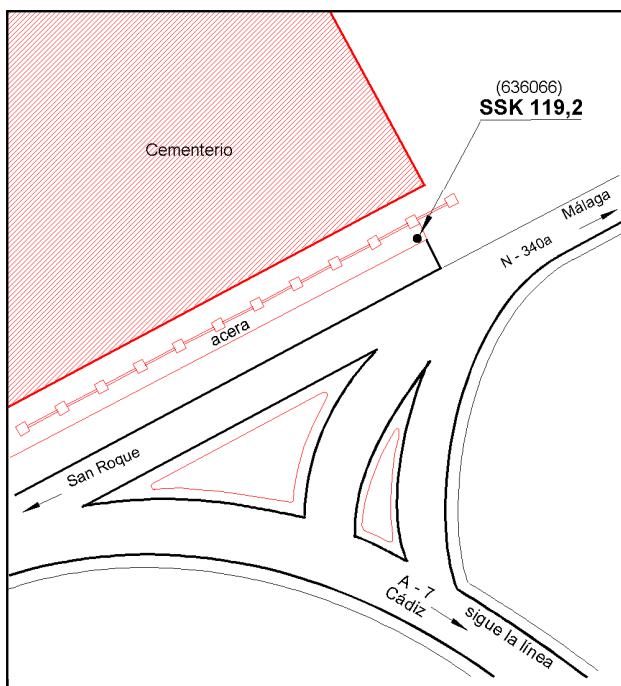 (636066)
SSK 119,2
Cementerio
Málaga
N - 340a
acera
San Roque
A - 7
Cádiz
sigue la línea